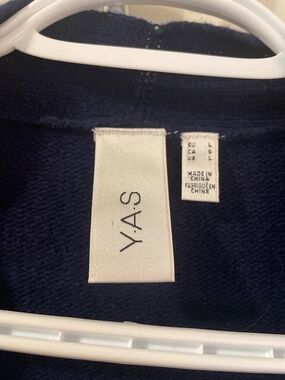 Y.A.S
EU L
CA G
US L
MADE IN
CHINA
FABRIQUÉ EN
CHINE